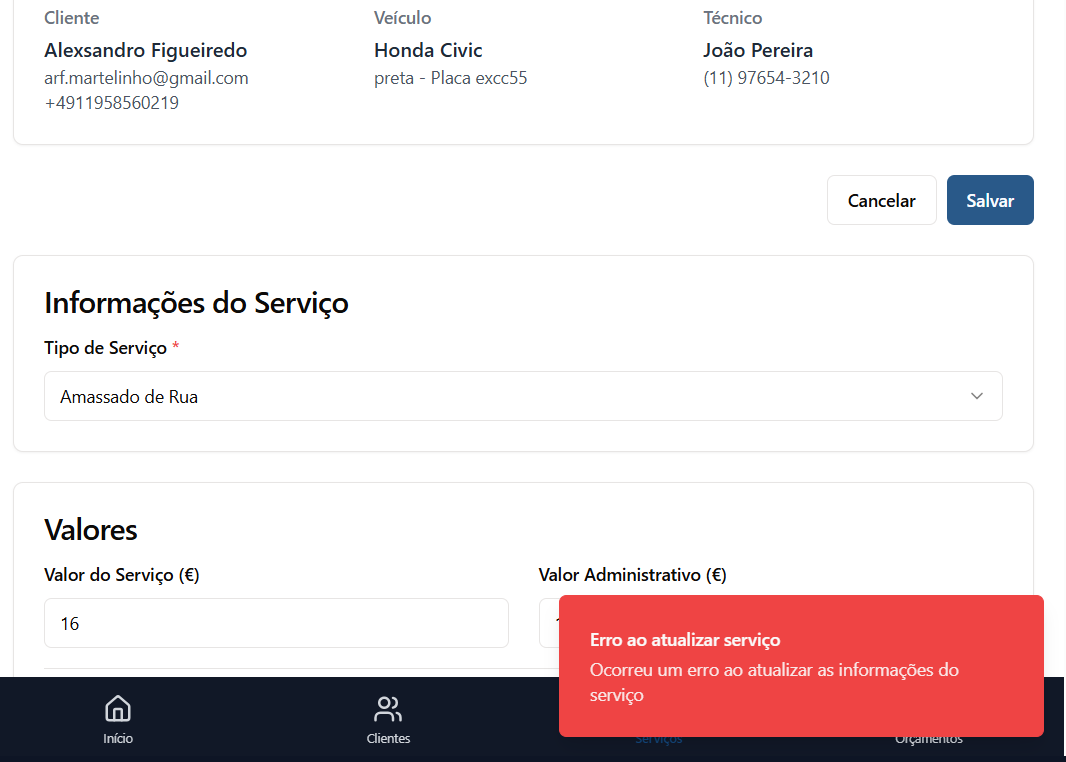 Cliente
Veículo
Técnico
Alexsandro Figueiredo
Honda Civic
João Pereira
arf.martelinho@gmail.com
preta - Placa excc55
(11) 97654-3210
+4911958560219
Cancelar
Salvar
Informações do Serviço
Tipo de Serviço *
Amassado de Rua
Valores
Valor do Serviço (€)
Valor Administrativo (€)
16
Erro ao atualizar serviço
Ocorreu um erro ao atualizar as informações do
serviço
Início
Clientes
Serviços
Orçamentos